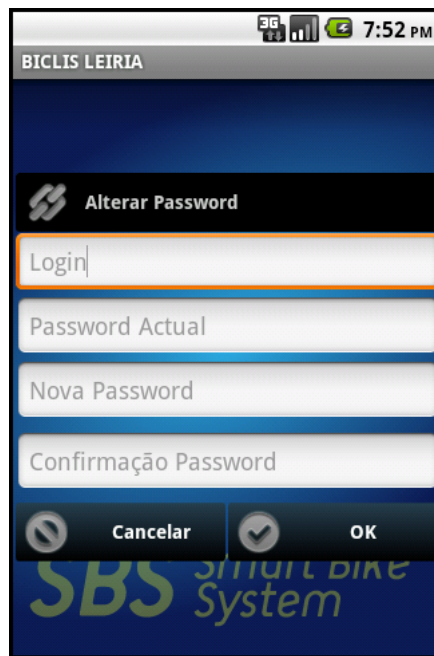 3G 7:52 PM
BICLIS LEIRIA
Alterar Password
Login
Password Actual
Nova Password
Confirmação Password
Cancelar OK
SBS Smart Bike
System